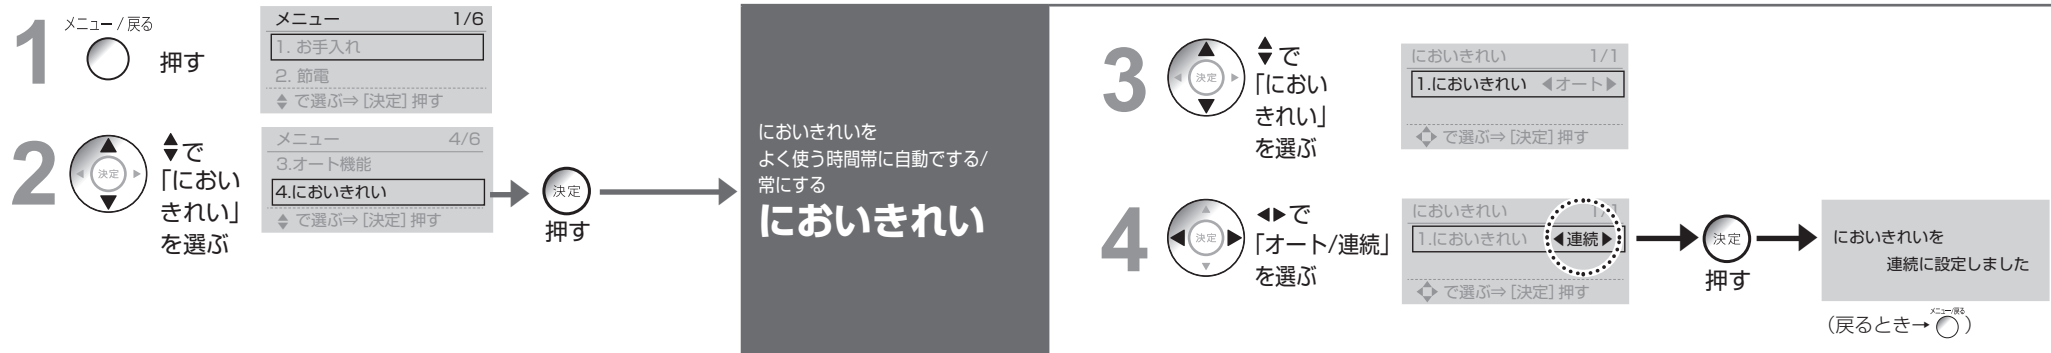 1
メニュー / 戻る
押す
メニュー 1/6
1. お手入れ
2. 節電
で選ぶ⇒ [決定] 押す
2
決定
で
「におい
きれい」
を選ぶ
メニュー 4/6
3.オート機能
4.においきれい
で選ぶ⇒ [決定] 押す
決定
押す
においきれいを
よく使う時間帯に自動でする/
常にする
においきれい
3
決定
で
「におい
きれい」
を選ぶ
においきれい 1/1
1.においきれい ◀オート▶
で選ぶ⇒ [決定] 押す
4
決定
◀▶で
「オート/連続」
を選ぶ
においきれい 1/1
1.においきれい ◀連続▶
で選ぶ⇒ [決定] 押す
決定
押す
においきれいを
連続に設定しました
メニュー/戻る
(戻るとき→ )